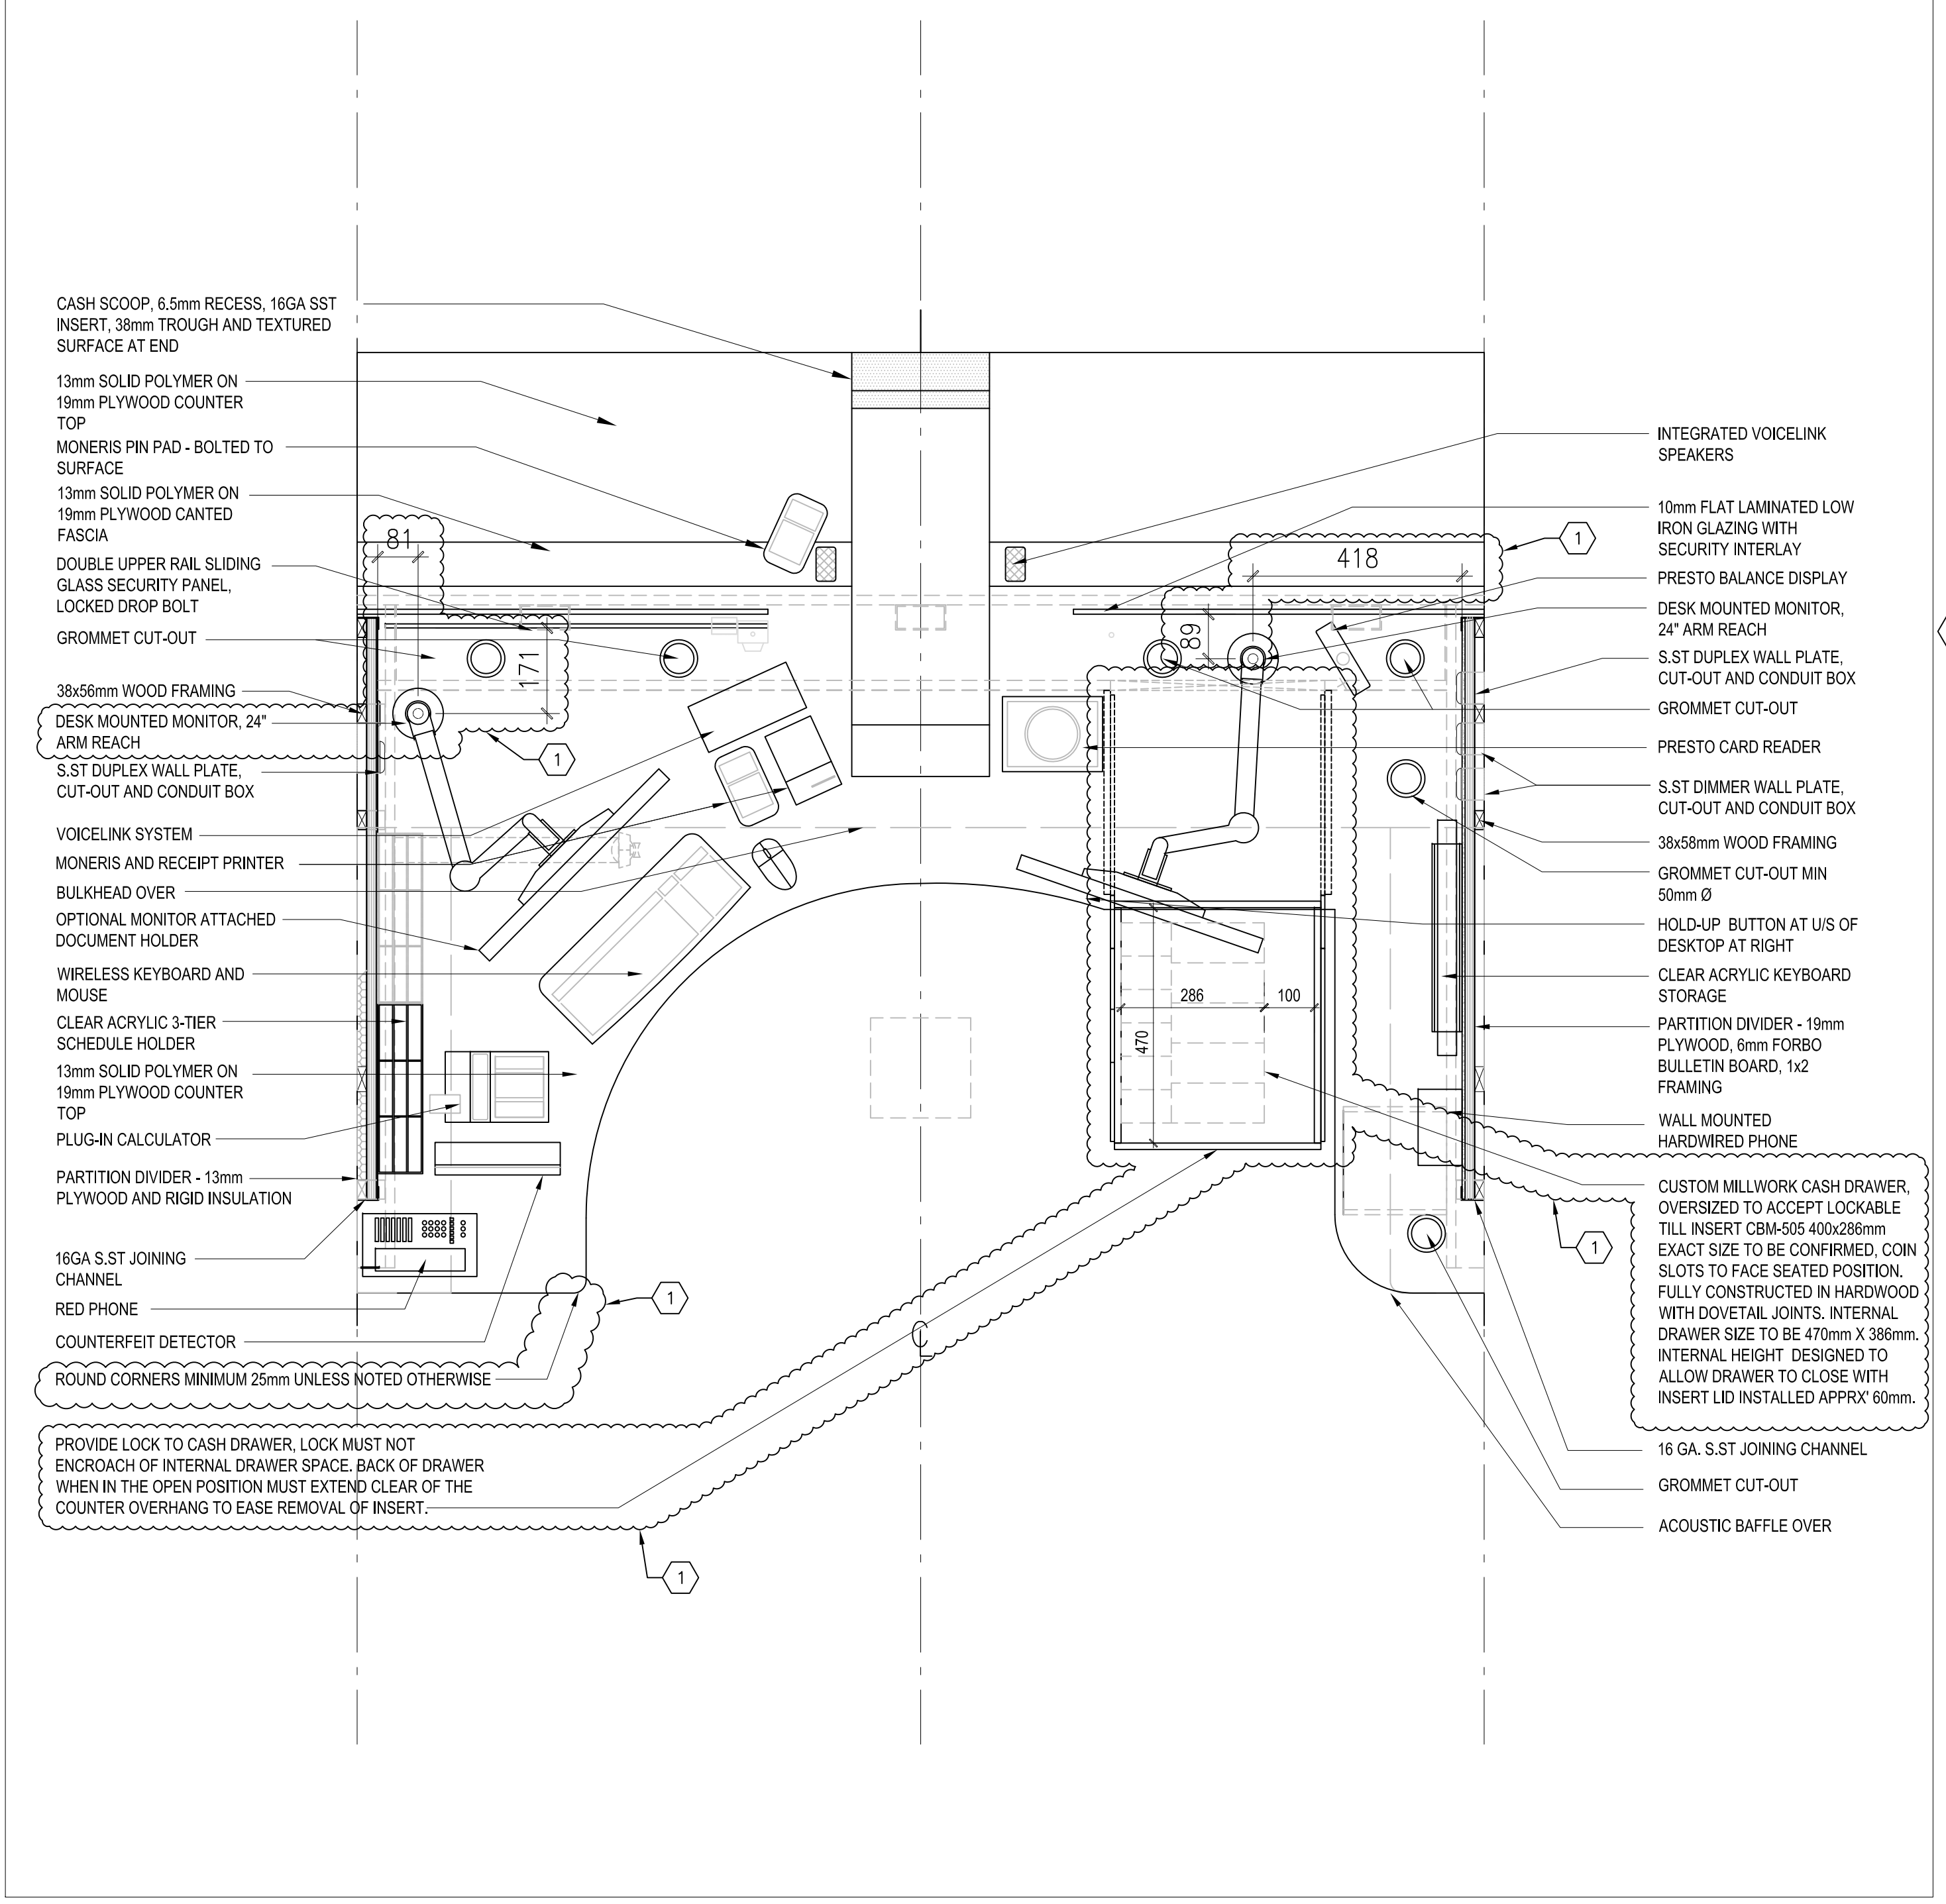 CASH SCOOP, 6.5mm RECESS, 16GA SST
INSERT, 38mm TROUGH AND TEXTURED
SURFACE AT END
13mm SOLID POLYMER ON
19mm PLYWOOD COUNTER
TOP
MONERIS PIN PAD - BOLTED TO
SURFACE
13mm SOLID POLYMER ON
19mm PLYWOOD CANTED
FASCIA
DOUBLE UPPER RAIL SLIDING
GLASS SECURITY PANEL,
LOCKED DROP BOLT
GROMMET CUT-OUT
38x56mm WOOD FRAMING
DESK MOUNTED MONITOR, 24"
ARM REACH
S.ST DUPLEX WALL PLATE,
CUT-OUT AND CONDUIT BOX
VOICELINK SYSTEM
MONERIS AND RECEIPT PRINTER
BULKHEAD OVER
OPTIONAL MONITOR ATTACHED
DOCUMENT HOLDER
WIRELESS KEYBOARD AND
MOUSE
CLEAR ACRYLIC 3-TIER
SCHEDULE HOLDER
13mm SOLID POLYMER ON
19mm PLYWOOD COUNTER
TOP
PLUG-IN CALCULATOR
PARTITION DIVIDER - 13mm
PLYWOOD AND RIGID INSULATION
16GA S.ST JOINING
CHANNEL
RED PHONE
COUNTERFEIT DETECTOR
ROUND CORNERS MINIMUM 25mm UNLESS NOTED OTHERWISE
PROVIDE LOCK TO CASH DRAWER, LOCK MUST NOT
ENCROACH OF INTERNAL DRAWER SPACE. BACK OF DRAWER
WHEN IN THE OPEN POSITION MUST EXTEND CLEAR OF THE
COUNTER OVERHANG TO EASE REMOVAL OF INSERT.
81
171
1
1
1
418
89
1
286
100
470
1
CL
INTEGRATED VOICELINK
SPEAKERS
10mm FLAT LAMINATED LOW
IRON GLAZING WITH
SECURITY INTERLAY
PRESTO BALANCE DISPLAY
DESK MOUNTED MONITOR,
24" ARM REACH
S.ST DUPLEX WALL PLATE,
CUT-OUT AND CONDUIT BOX
GROMMET CUT-OUT
PRESTO CARD READER
S.ST DIMMER WALL PLATE,
CUT-OUT AND CONDUIT BOX
38x58mm WOOD FRAMING
GROMMET CUT-OUT MIN
50mm Ø
HOLD-UP BUTTON AT U/S OF
DESKTOP AT RIGHT
CLEAR ACRYLIC KEYBOARD
STORAGE
PARTITION DIVIDER - 19mm
PLYWOOD, 6mm FORBO
BULLETIN BOARD, 1x2
FRAMING
WALL MOUNTED
HARDWIRED PHONE
CUSTOM MILLWORK CASH DRAWER,
OVERSIZED TO ACCEPT LOCKABLE
TILL INSERT CBM-505 400x286mm
EXACT SIZE TO BE CONFIRMED, COIN
SLOTS TO FACE SEATED POSITION.
FULLY CONSTRUCTED IN HARDWOOD
WITH DOVETAIL JOINTS. INTERNAL
DRAWER SIZE TO BE 470mm X 386mm.
INTERNAL HEIGHT DESIGNED TO
ALLOW DRAWER TO CLOSE WITH
INSERT LID INSTALLED APPRX' 60mm.
16 GA. S.ST JOINING CHANNEL
GROMMET CUT-OUT
ACOUSTIC BAFFLE OVER